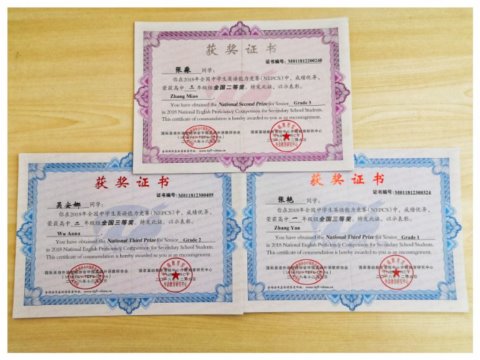 获奖证书
证书编号: M011812200248
张淼 同学:
你在2018年全国中学生英语能力竞赛(NEPCS)中,成绩优异,
荣获高中 三 年级组全国二等奖,特发此证,以示表彰。
Zhang Miao
You have obtained the National Second Prize for Senior Grade 3
in 2018 National English Proficiency Competition for Secondary School Students.
This certificate of commendation is hereby awarded to you as an encouragement.
获奖证书
证书编号: M011812300405
吴安娜 同学:
你在2018年全国中学生英语能力竞赛(NEPCS)中,成绩优异,
荣获高中 二 年级组全国三等奖,特发此证,以示表彰。
Wu Anna
You have obtained the National Third Prize for Senior Grade 2
in 2018 National English Proficiency Competition for Secondary School Students.
This certificate of commendation is hereby awarded to you as an encouragement.
获奖证书
证书编号: M011812300324
张艳 同学:
你在2018年全国中学生英语能力竞赛(NEPCS)中,成绩优异,
荣获高中 一 年级组全国三等奖,特发此证,以示表彰。
Zhang Yan
You have obtained the National Third Prize for Senior Grade 1
in 2018 National English Proficiency Competition for Secondary School Students.
This certificate of commendation is hereby awarded to you as an encouragement.